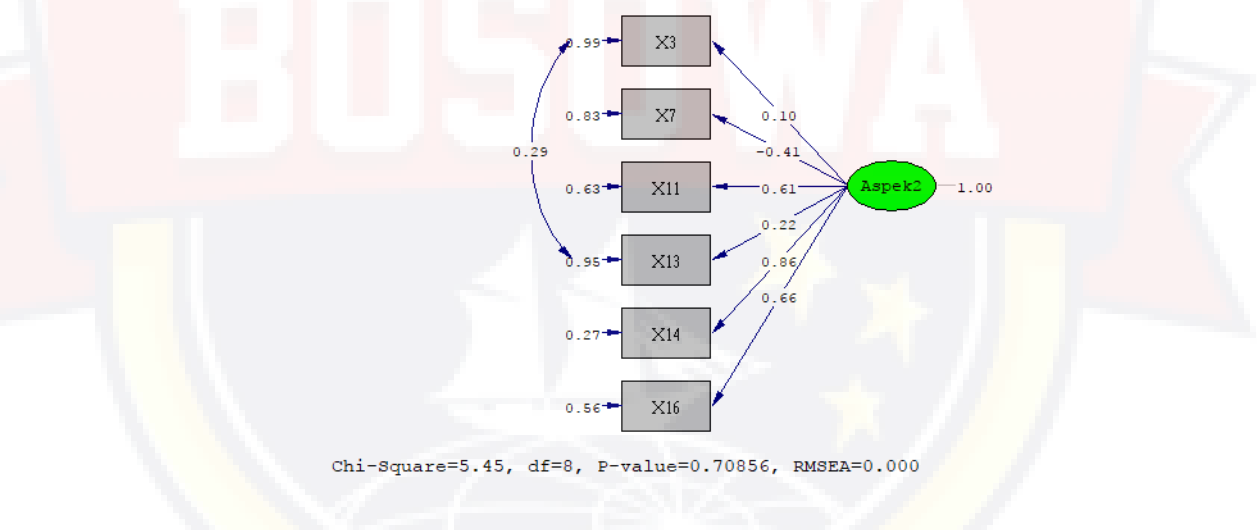 BOSOWA
0.99 X3
0.10
0.83 X7
0.29 -0.41
0.63 X11 0.61 Aspek2 1.00
0.22
0.95 X13 0.86
0.66
0.27 X14
0.56 X16
Chi-Square=5.45, df=8, P-value=0.70856, RMSEA=0.000